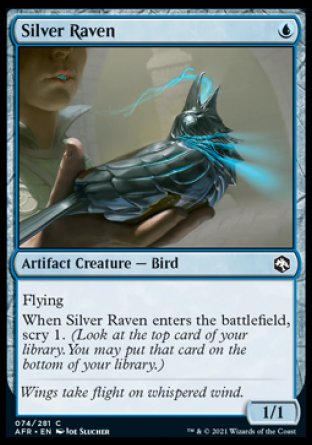 Silver Raven
Artifact Creature — Bird
Flying
When Silver Raven enters the battlefield,
scry 1. (Look at the top card of your
library. You may put that card on the
bottom of your library.)
Wings take flight on whispered wind.
1/1
074/281 C
AFR • EN Joe Slucher
™ & © 2021 Wizards of the Coast